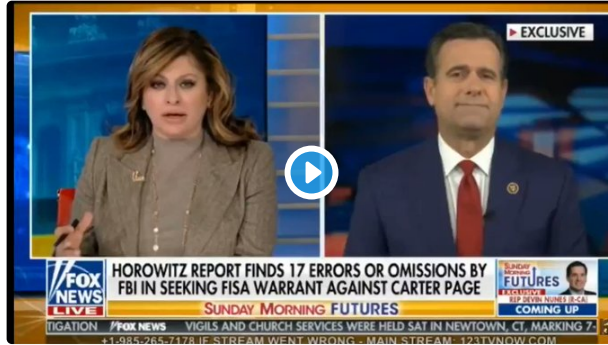 EXCLUSIVE
HOROWITZ REPORT FINDS 17 ERRORS OR OMISSIONS BY
FBI IN SEEKING FISA WARRANT AGAINST CARTER PAGE
FOX
NEWS
LIVE
SUNDAY MORNING FUTURES
SUNDAY
MORNING
FUTURES
EXCLUSIVE
REP DEVIN NUNES (R-CA)
COMING UP
TIGATION FOX NEWS VIGILS AND CHURCH SERVICES WERE HELD SAT IN NEWTOWN, CT, MARKING 7-
+1-985-265-7178 IF STREAM WENT WRONG - MAIN STREAM: 123TVNOW.COM